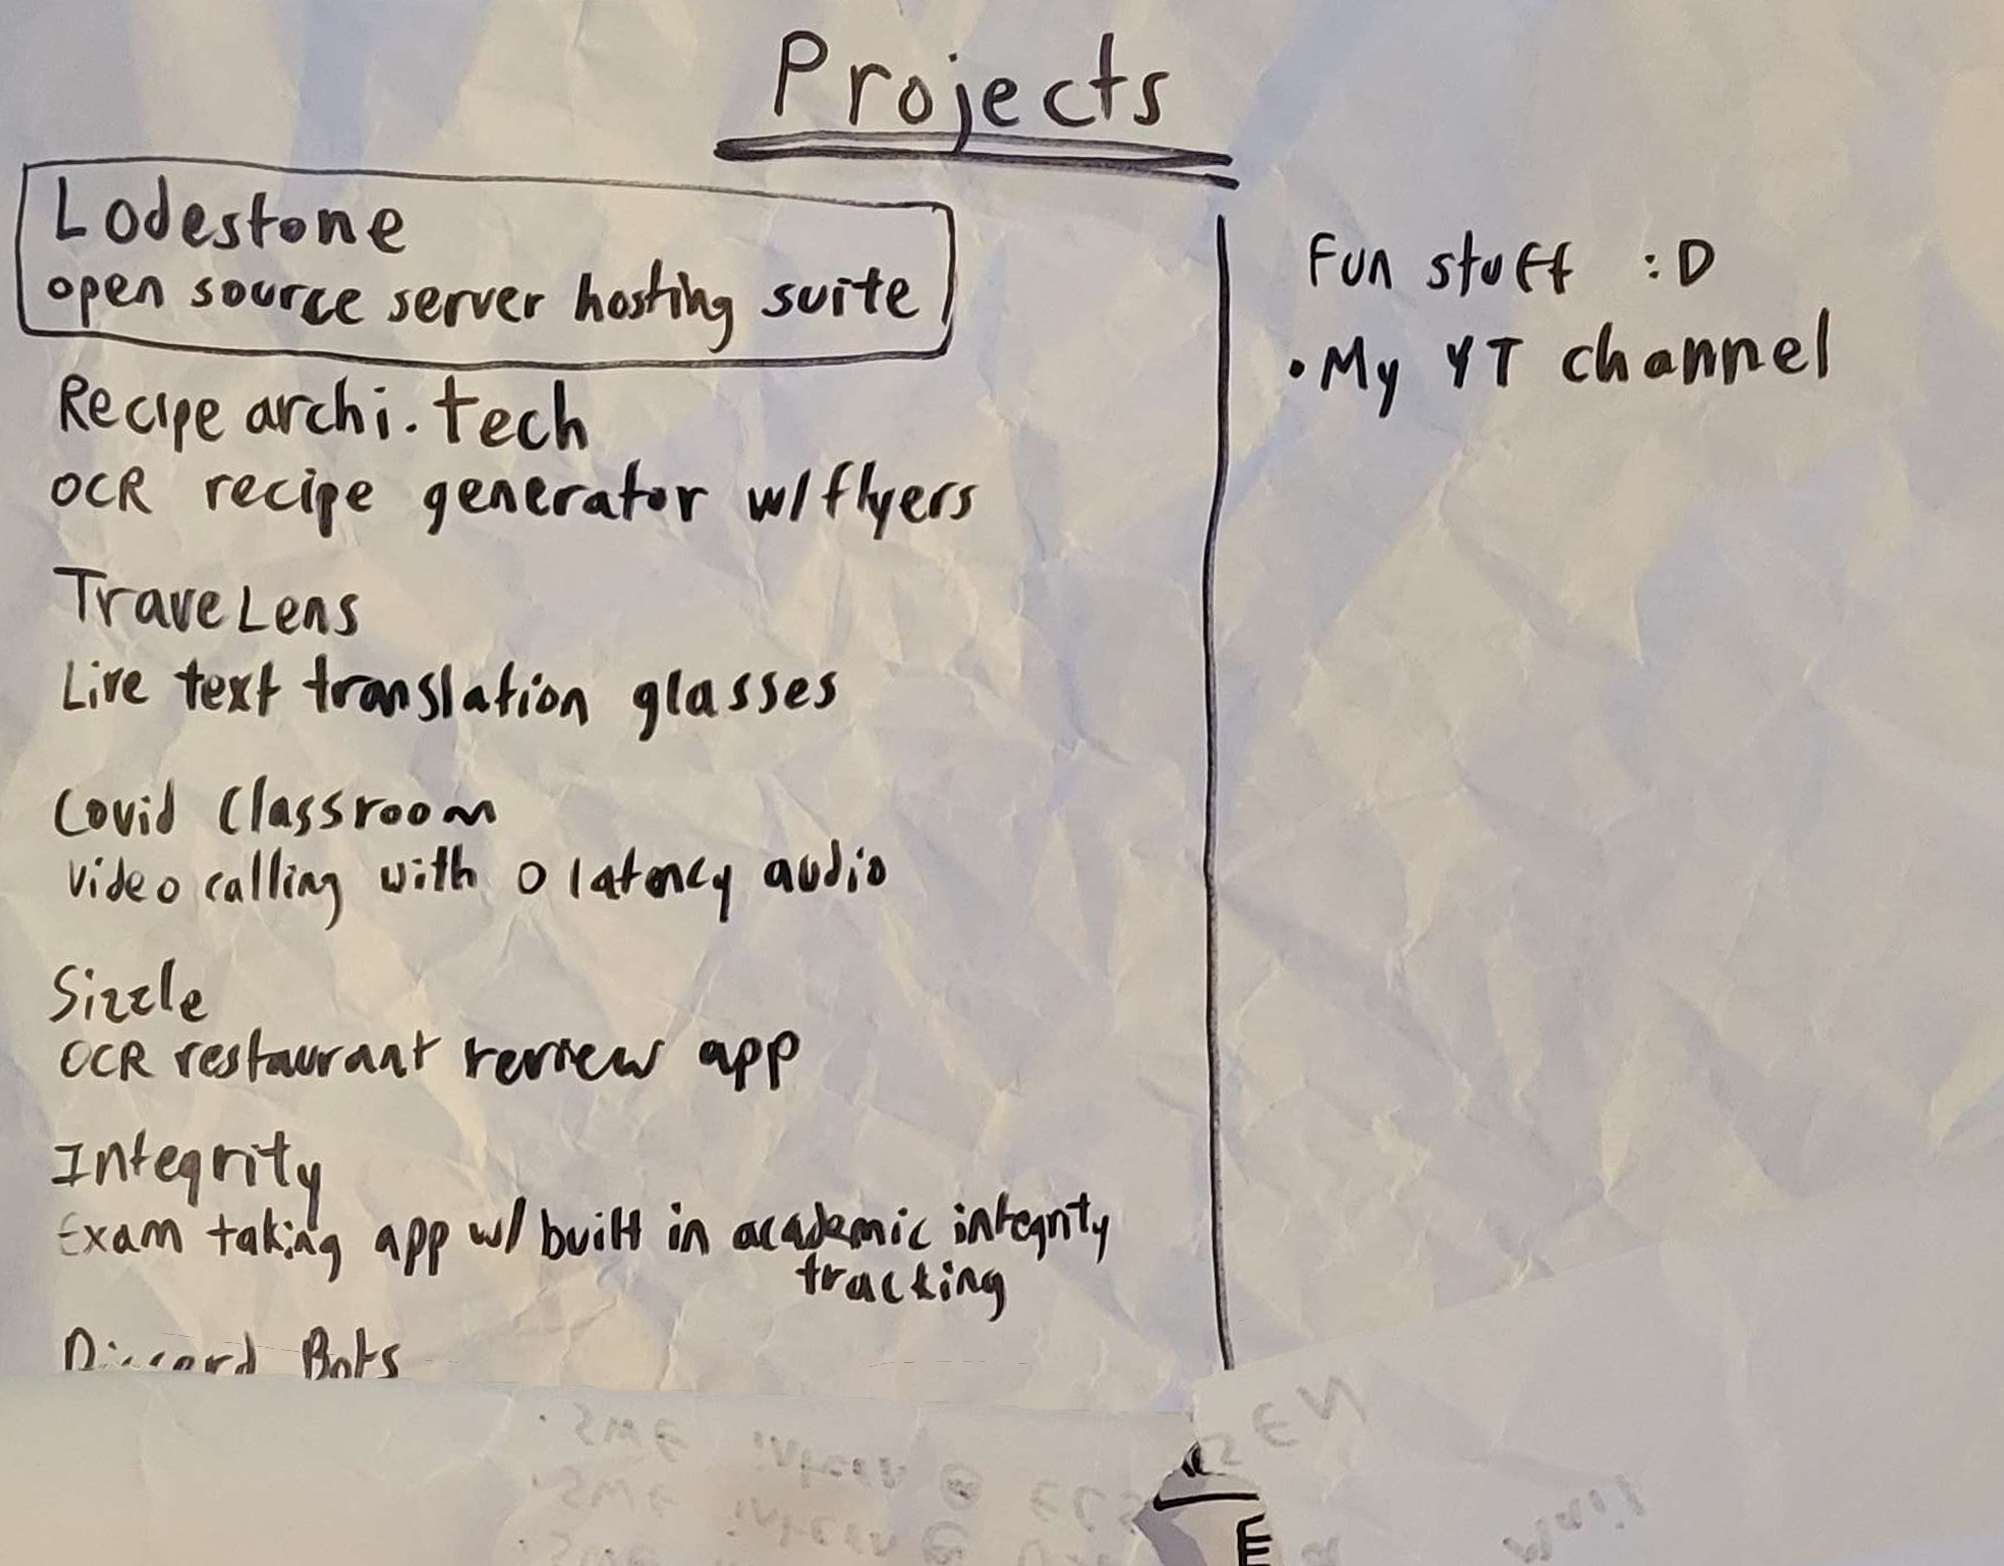 Projects
Lodestone
open source server hosting suite
Recipe archi.tech
OCR recipe generator w/ flyers
TraveLens
Live text translation glasses
Covid Classroom
Video calling with 0 latency audio
Sizzle
OCR restaurant review app
Integrity
Exam taking app w/ built in academic integrity
tracking
Discord Bots
Fun stuff :D
• My YT channel